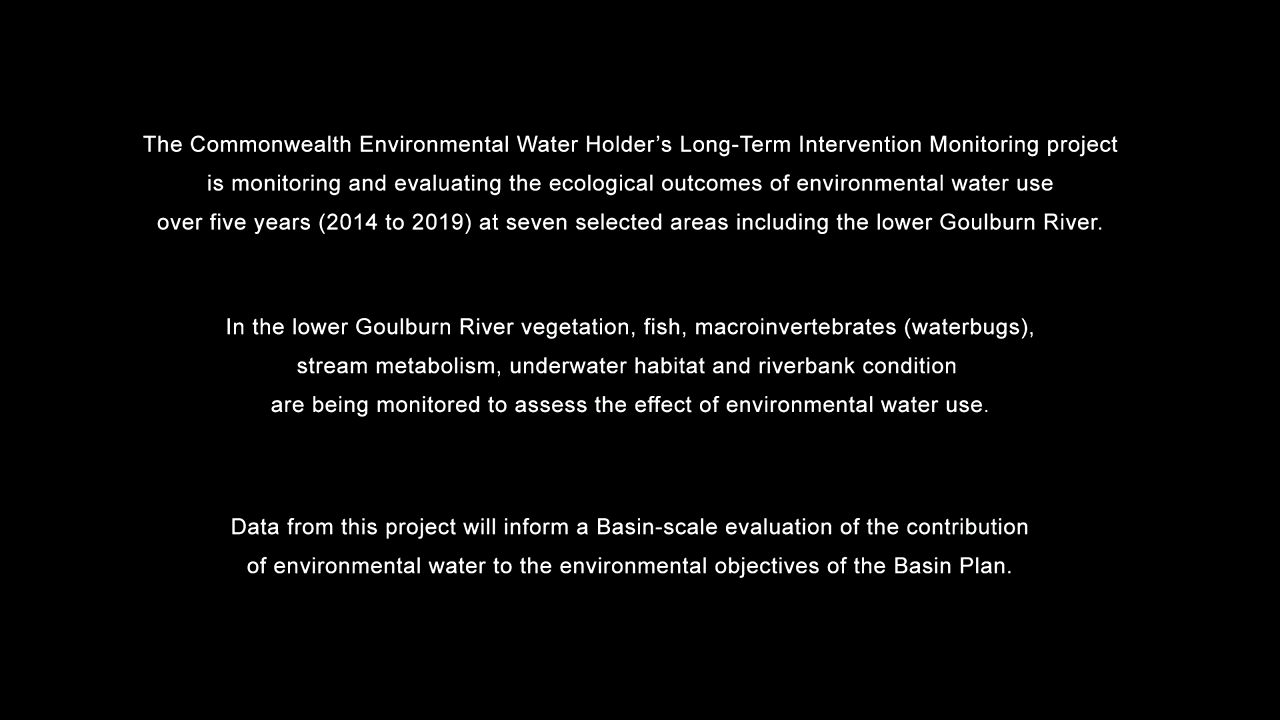 The Commonwealth Environmental Water Holder’s Long-Term Intervention Monitoring project
is monitoring and evaluating the ecological outcomes of environmental water use
over five years (2014 to 2019) at seven selected areas including the lower Goulburn River.
In the lower Goulburn River vegetation, fish, macroinvertebrates (waterbugs),
stream metabolism, underwater habitat and riverbank condition
are being monitored to assess the effect of environmental water use.
Data from this project will inform a Basin-scale evaluation of the contribution
of environmental water to the environmental objectives of the Basin Plan.